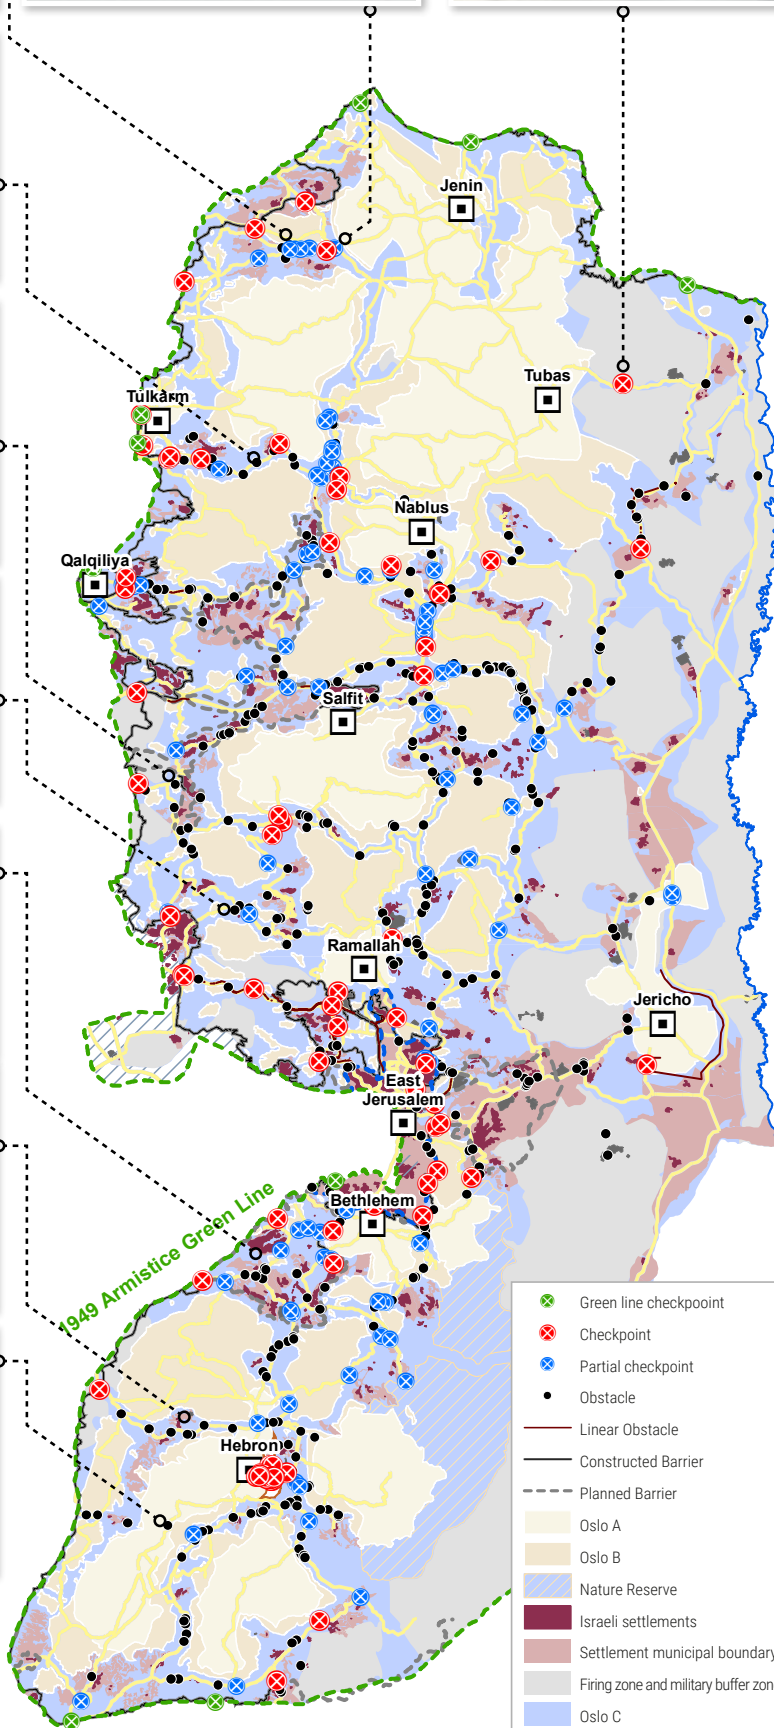 Jenin
Tubas
Tulkarm
Nablus
Qalqiliya
Salfit
Ramallah
Jericho
East
Jerusalem
Bethlehem
1949 Armistice Green Line
Hebron
Green line checkpooint
Checkpoint
Partial checkpoint
Obstacle
Linear Obstacle
Constructed Barrier
Planned Barrier
Oslo A
Oslo B
Nature Reserve
Israeli settlements
Settlement municipal boundary
Firing zone and military buffer zon
Oslo C